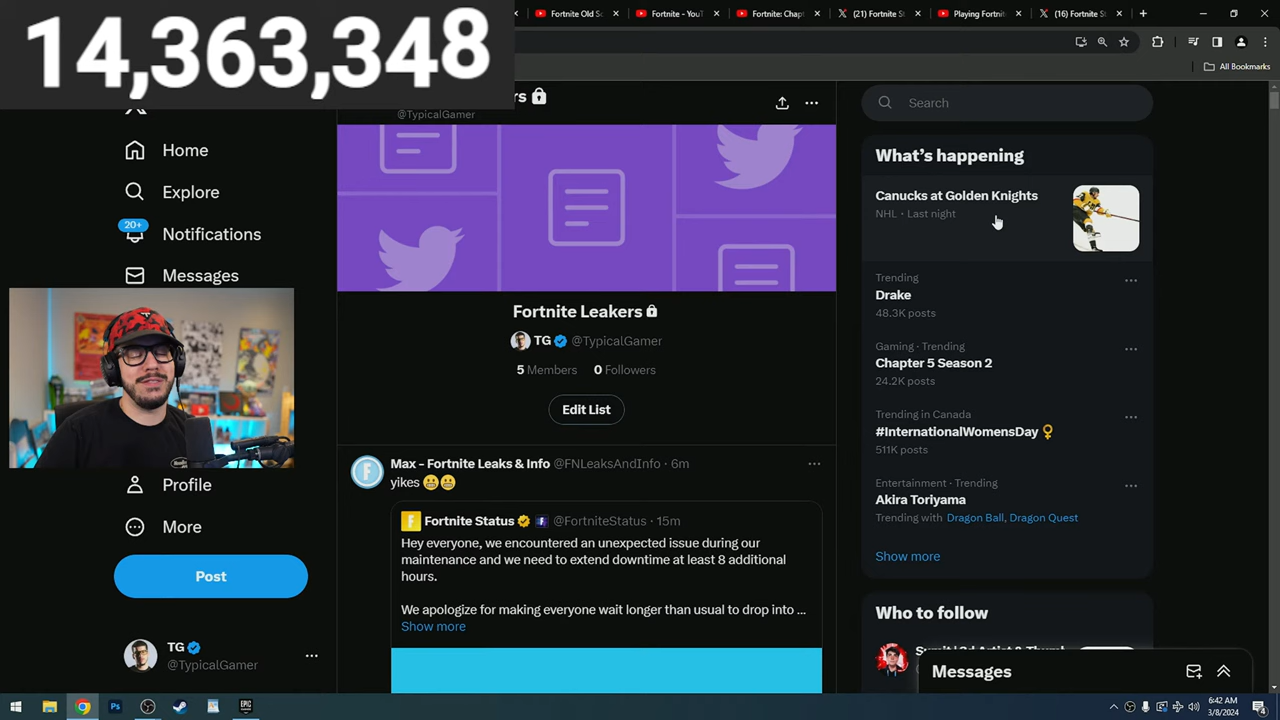 14,363,348
Fortnite Old S
Fortnite - YouT
Fortnite: Chap
(21) Fortnite S
Playing Fortni
(16) Fortnite S
All Bookmarks
rs
@TypicalGamer
Search
Home
Explore
20+
Notifications
Messages
Profile
More
Post
TG
@TypicalGamer
Fortnite Leakers
TG @TypicalGamer
5 Members 0 Followers
Edit List
Max - Fortnite Leaks & Info @FNLeaksAndInfo · 6m
yikes 😬😬
Fortnite Status @FortniteStatus · 15m
Hey everyone, we encountered an unexpected issue during our
maintenance and we need to extend downtime at least 8 additional
hours.
We apologize for making everyone wait longer than usual to drop into ...
Show more
What's happening
Canucks at Golden Knights
NHL · Last night
Trending
Drake
48.3K posts
Gaming · Trending
Chapter 5 Season 2
24.2K posts
Trending in Canada
#InternationalWomensDay
511K posts
Entertainment · Trending
Akira Toriyama
Trending with Dragon Ball, Dragon Quest
Show more
Who to follow
Messages
6:42 AM
3/8/2024